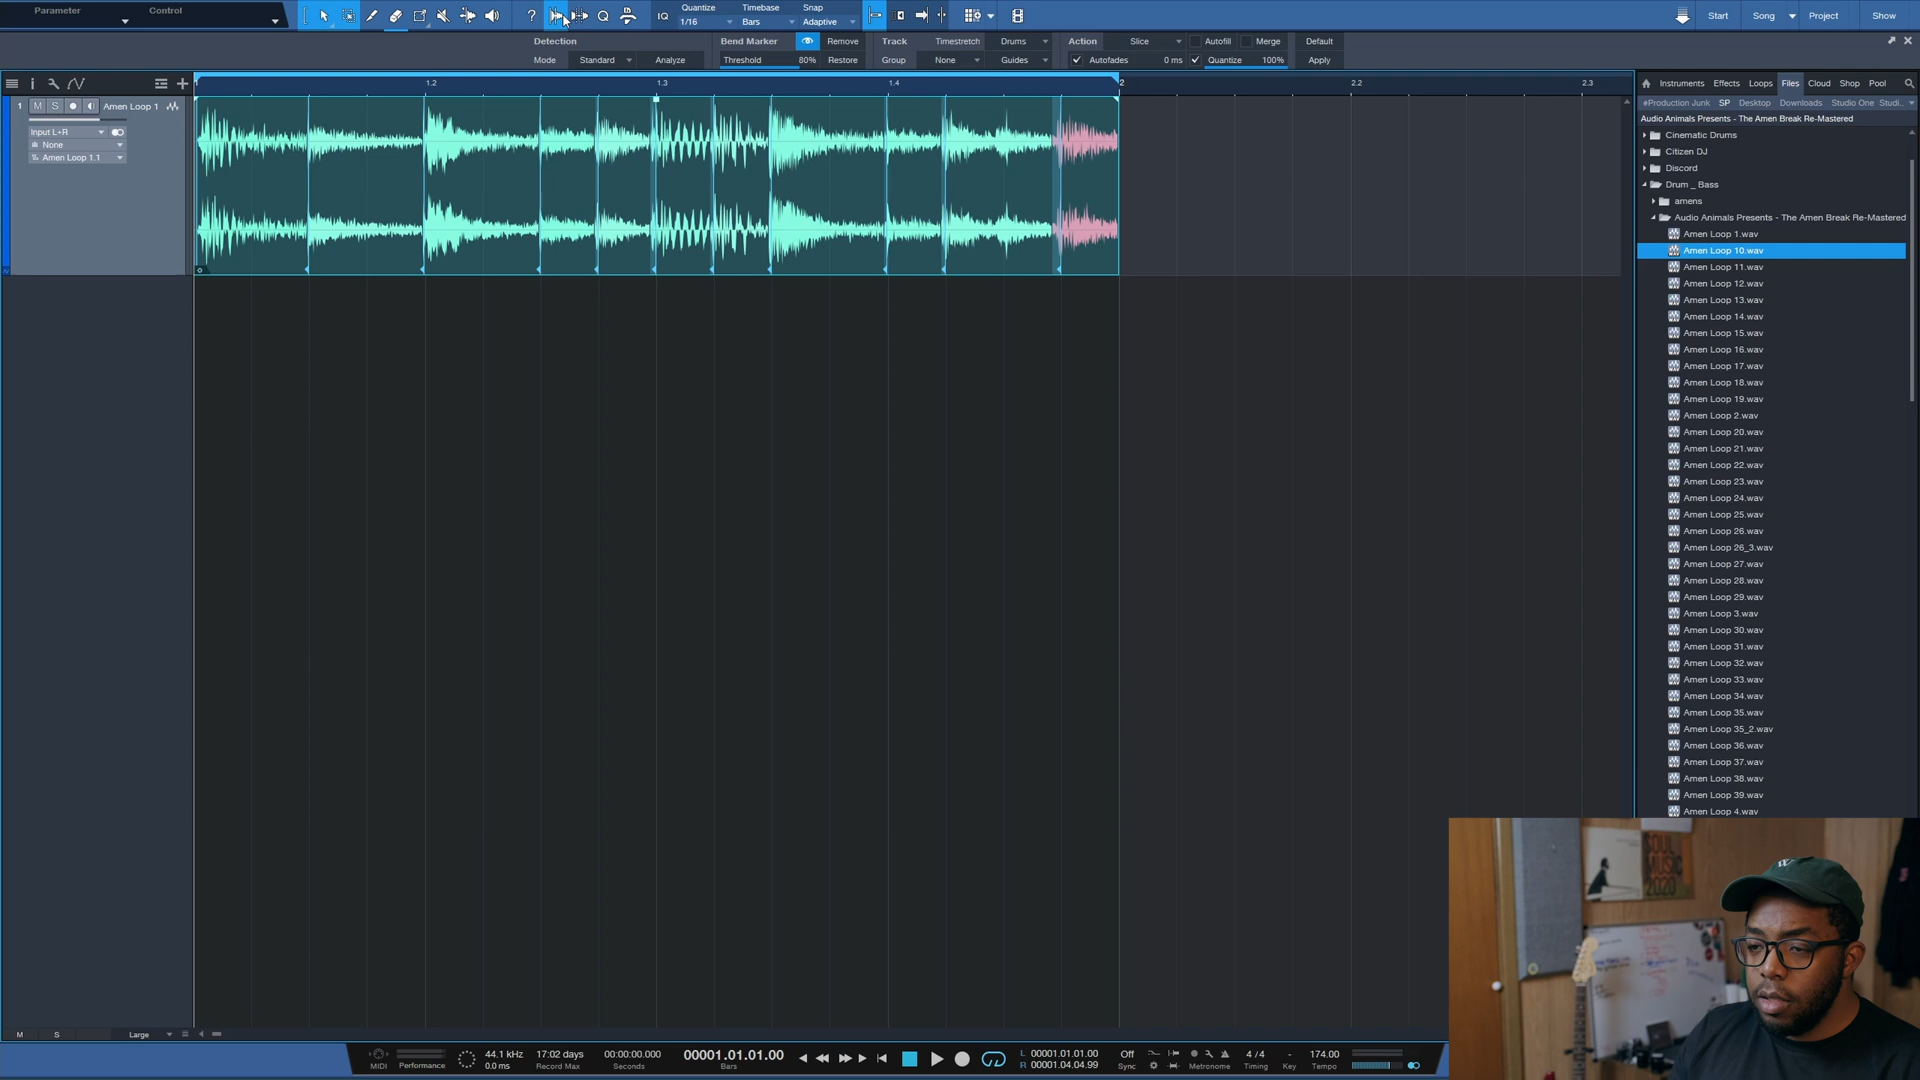 Parameter Control
Quantize Timebase Snap
IQ 1/16 Bars Adaptive
Start Song Project Show
Detection Bend Marker Remove Track Timestretch Drums Action Slice Autofill Merge Default
Mode Standard Analyze Threshold 80% Restore Group None Guides Autofades 0 ms Quantize 100% Apply
1.2 1.3 1.4 2 2.2 2.3
1 M S Amen Loop 1
Input L+R
None
Amen Loop 1.1
Instruments Effects Loops Files Cloud Shop Pool
#Production Junk SP Desktop Downloads Studio One Studi..
Audio Animals Presents - The Amen Break Re-Mastered
Cinematic Drums
Citizen DJ
Discord
Drum _ Bass
amens
Audio Animals Presents - The Amen Break Re-Mastered
Amen Loop 1.wav
Amen Loop 10.wav
Amen Loop 11.wav
Amen Loop 12.wav
Amen Loop 13.wav
Amen Loop 14.wav
Amen Loop 15.wav
Amen Loop 16.wav
Amen Loop 17.wav
Amen Loop 18.wav
Amen Loop 19.wav
Amen Loop 2.wav
Amen Loop 20.wav
Amen Loop 21.wav
Amen Loop 22.wav
Amen Loop 23.wav
Amen Loop 24.wav
Amen Loop 25.wav
Amen Loop 26.wav
Amen Loop 26_3.wav
Amen Loop 27.wav
Amen Loop 28.wav
Amen Loop 29.wav
Amen Loop 3.wav
Amen Loop 30.wav
Amen Loop 31.wav
Amen Loop 32.wav
Amen Loop 33.wav
Amen Loop 34.wav
Amen Loop 35.wav
Amen Loop 35_2.wav
Amen Loop 36.wav
Amen Loop 37.wav
Amen Loop 38.wav
Amen Loop 39.wav
Amen Loop 4.wav
SOUL
MUSIC
2020
M S Large
44.1 kHz 17:02 days 00:00:00.000 00001.01.01.00 L 00001.01.01.00 Off 4 / 4 - 174.00
MIDI Performance 0.0 ms Record Max Seconds Bars R 00001.04.04.99 Sync Metronome Timing Key Tempo